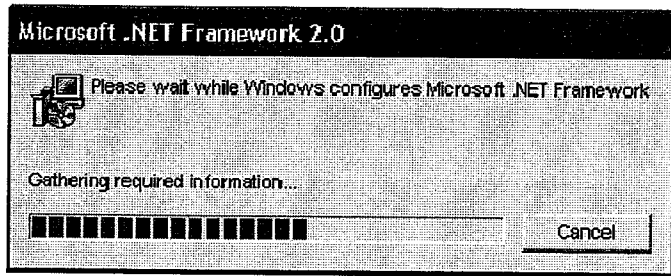 Microsoft .NET Framework 2.0
Please wait while Windows configures Microsoft .NET Framework
Gathering required information...
Cancel